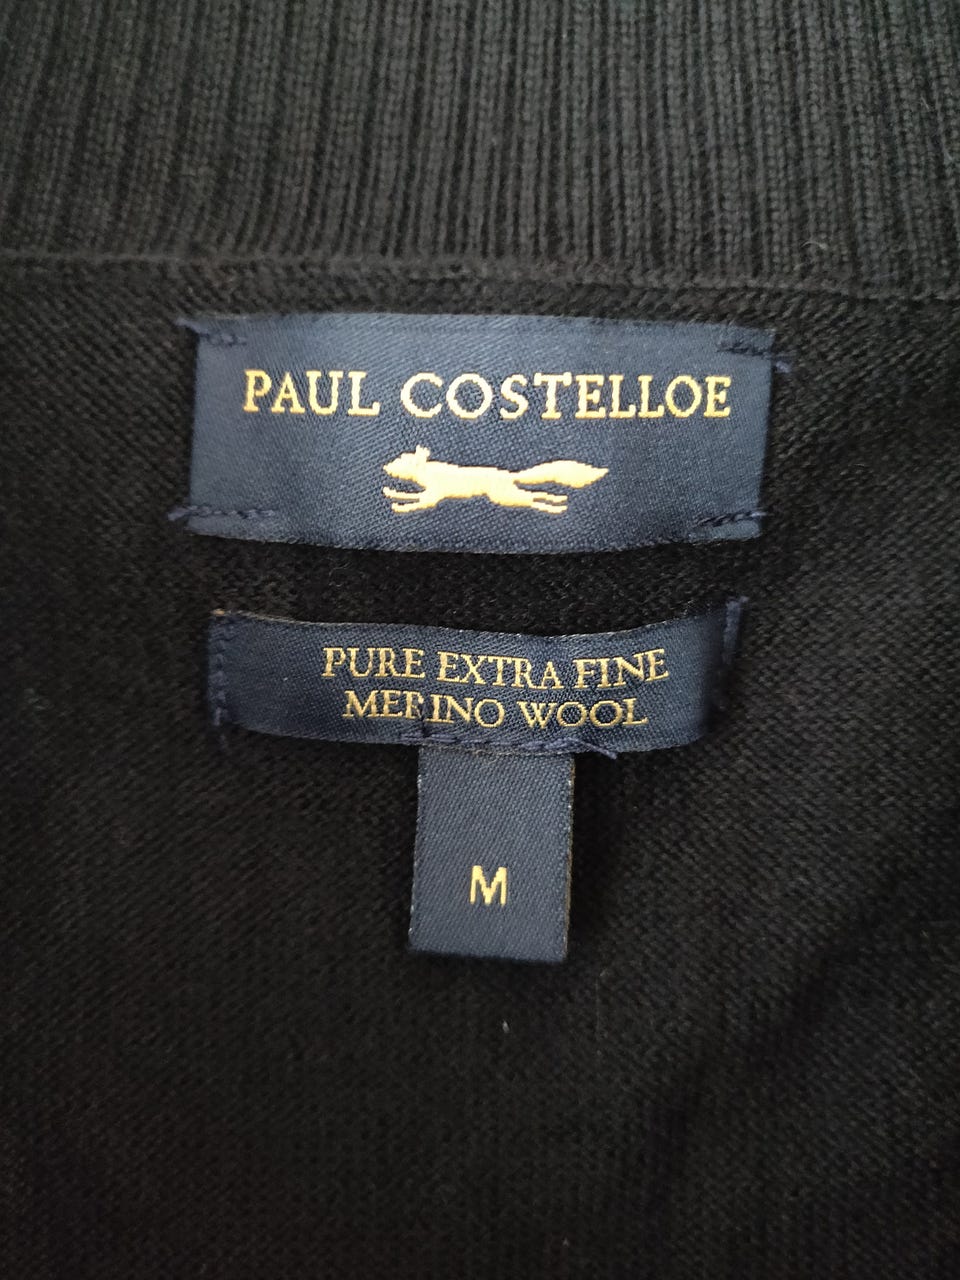 PAUL COSTELLOE
PURE EXTRA FINE
MERINO WOOL
M